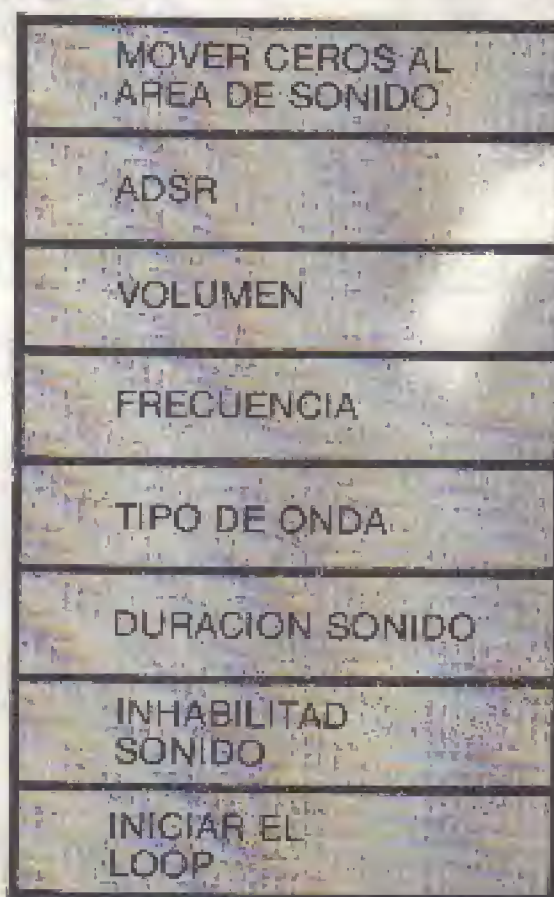 MOVER CEROS AL
AREA DE SONIDO
ADSR
VOLUMEN
FRECUENCIA
TIPO DE ONDA
DURACION SONIDO
INHABILITAD
SONIDO
INICIAR EL
LOOP